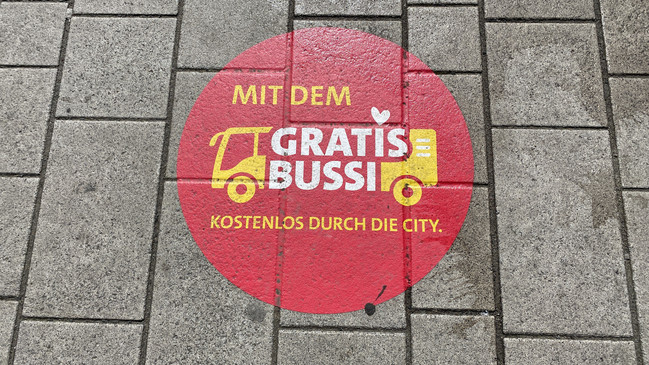 MIT DEM
GRATIS
BUSSI
KOSTENLOS DURCH DIE CITY.